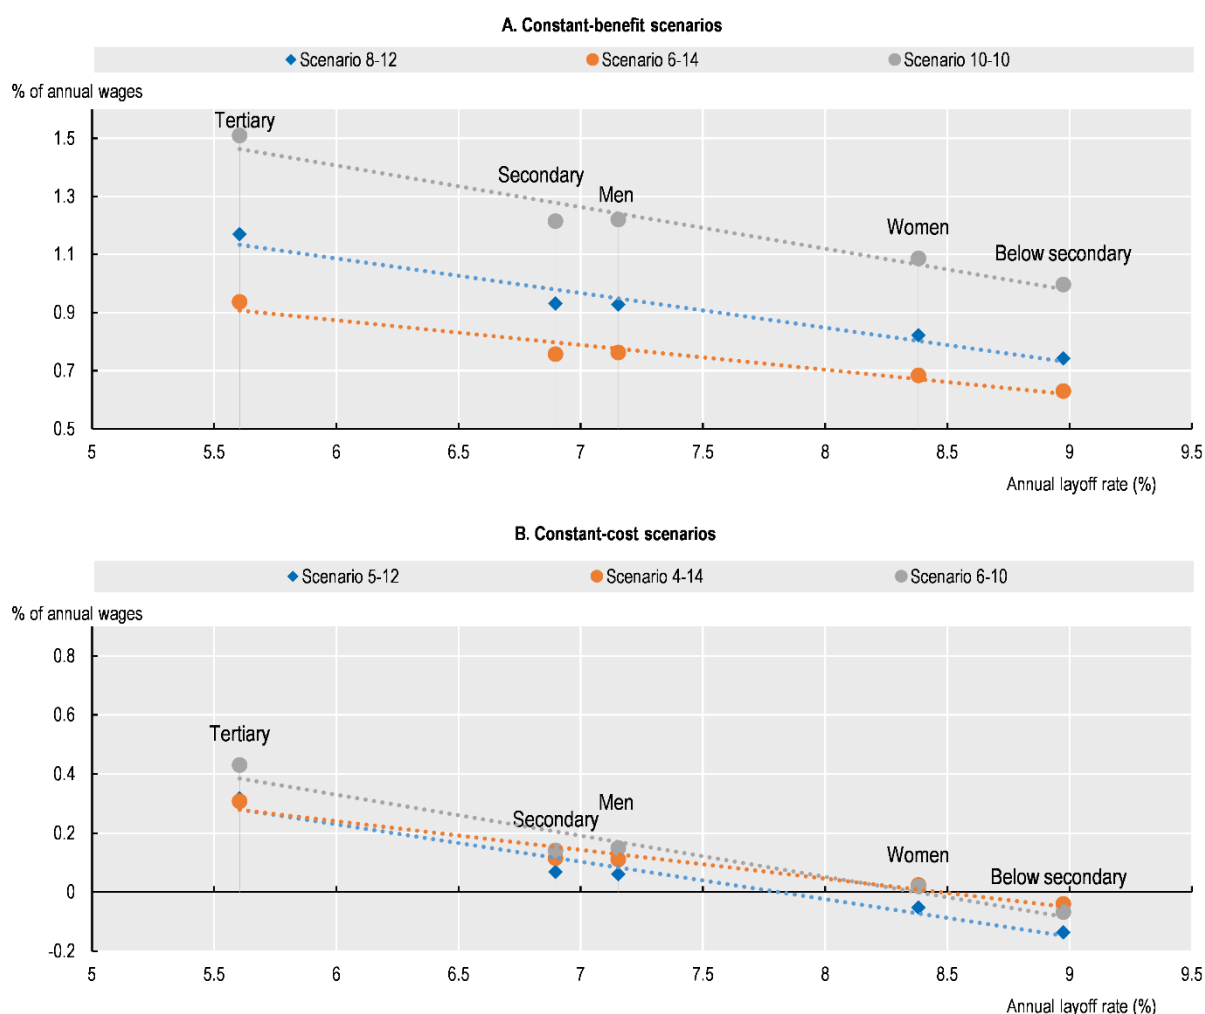 A. Constant-benefit scenarios
Scenario 8-12 Scenario 6-14 Scenario 10-10
% of annual wages
1.5
1.3
1.1
0.9
0.7
0.5
Tertiary
Secondary
Men
Women
Below secondary
5 5.5 6 6.5 7 7.5 8 8.5 9 9.5
Annual layoff rate (%)
B. Constant-cost scenarios
Scenario 5-12 Scenario 4-14 Scenario 6-10
% of annual wages
0.8
0.6
0.4
0.2
0
-0.2
Tertiary
Secondary
Men
Women
Below secondary
5 5.5 6 6.5 7 7.5 8 8.5 9 9.5
Annual layoff rate (%)